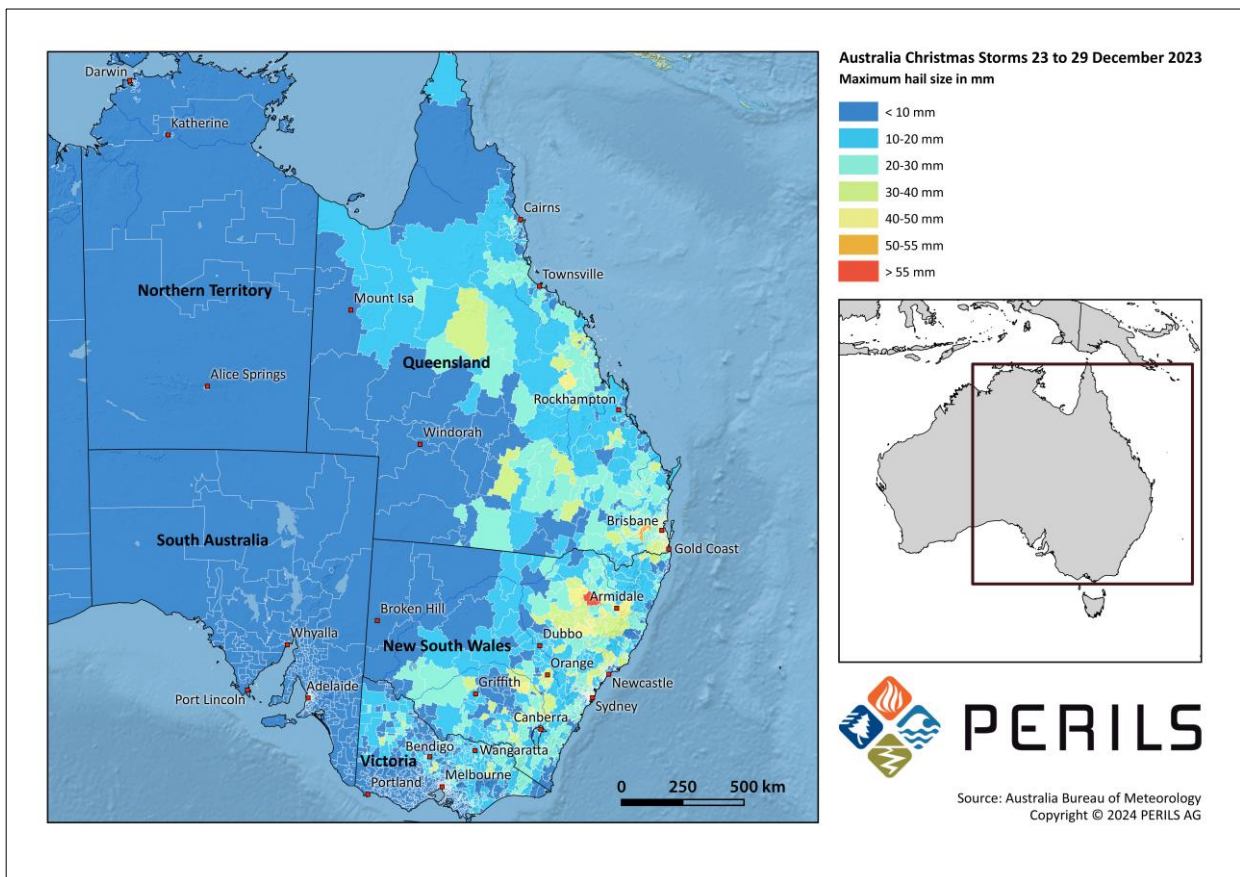 Australia Christmas Storms 23 to 29 December 2023
Maximum hail size in mm
< 10 mm
10-20 mm
20-30 mm
30-40 mm
40-50 mm
50-55 mm
> 55 mm
Darwin
Katherine
Cairns
Townsville
Northern Territory
Mount Isa
Queensland
Alice Springs
Rockhampton
Windorah
Brisbane
South Australia
Gold Coast
Armidale
Broken Hill
Whyalla
New South Wales
Dubbo
Orange
Port Lincoln
Adelaide
Griffith
Newcastle
Sydney
Canberra
Bendigo
Wangaratta
Victoria
Portland
Melbourne
0 250 500 km
PERILS
Source: Australia Bureau of Meteorology
Copyright © 2024 PERILS AG